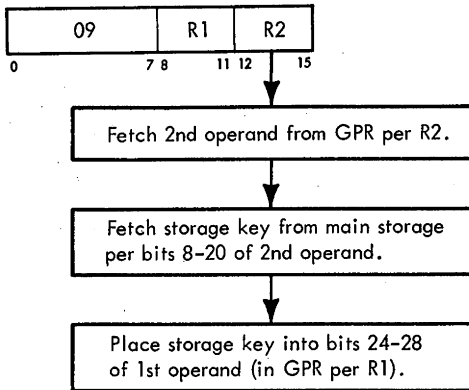 09 R1 R2
0 7 8 11 12 15
Fetch 2nd operand from GPR per R2.
Fetch storage key from main storage
per bits 8-20 of 2nd operand.
Place storage key into bits 24-28
of 1st operand (in GPR per R1).